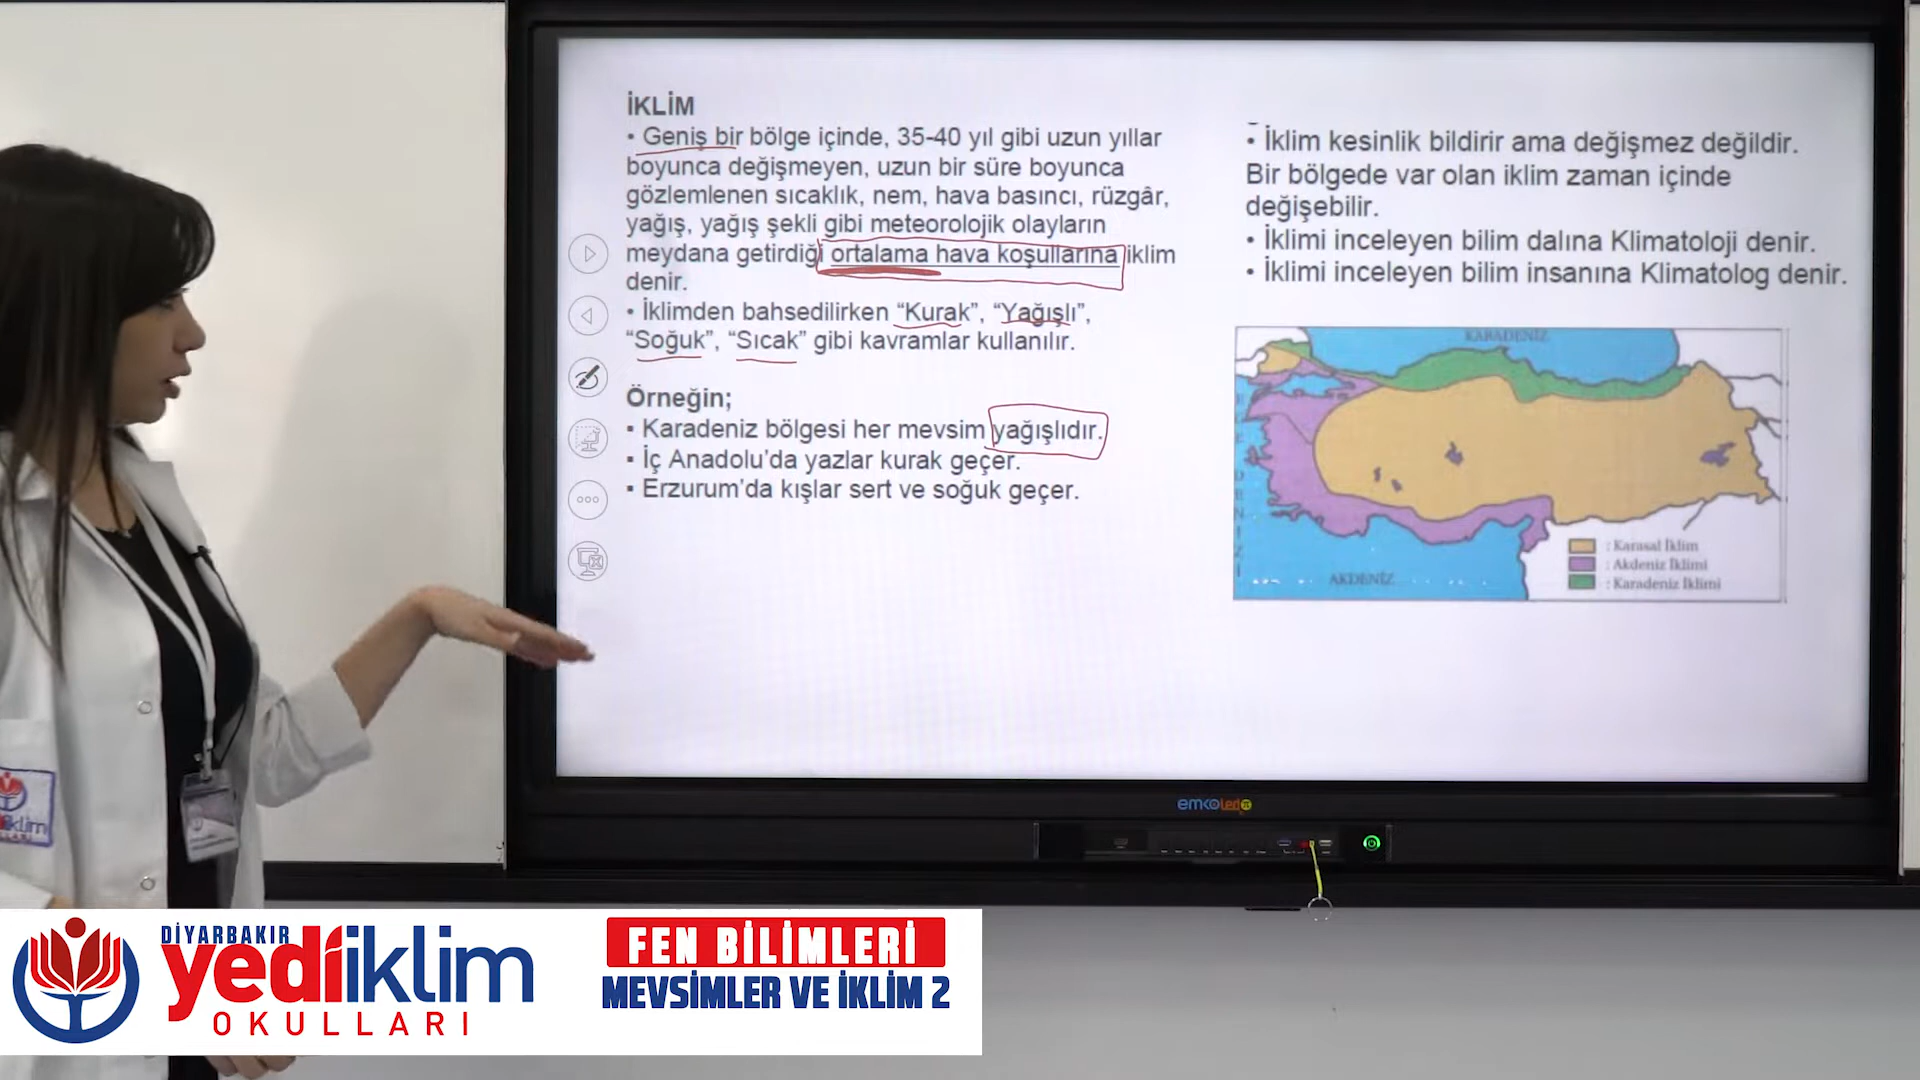 İKLİM
• Geniş bir bölge içinde, 35-40 yıl gibi uzun yıllar
boyunca değişmeyen, uzun bir süre boyunca
gözlemlenen sıcaklık, nem, hava basıncı, rüzgâr,
yağış, yağış şekli gibi meteorolojik olayların
meydana getirdiği ortalama hava koşullarına iklim
denir.
• İklimden bahsedilirken “Kurak”, “Yağışlı”,
“Soğuk”, “Sıcak” gibi kavramlar kullanılır.
Örneğin;
▪ Karadeniz bölgesi her mevsim yağışlıdır.
▪ İç Anadolu’da yazlar kurak geçer.
▪ Erzurum’da kışlar sert ve soğuk geçer.
• İklim kesinlik bildirir ama değişmez değildir.
Bir bölgede var olan iklim zaman içinde
değişebilir.
• İklimi inceleyen bilim dalına Klimatoloji denir.
• İklimi inceleyen bilim insanına Klimatolog denir.
KARADENİZ
AKDENİZ
: Karasal İklim
: Akdeniz İklimi
: Karadeniz İklimi
emkoled
DİYARBAKIR
yediiklim
OKULLARI
FEN BİLİMLERİ
MEVSİMLER VE İKLİM 2